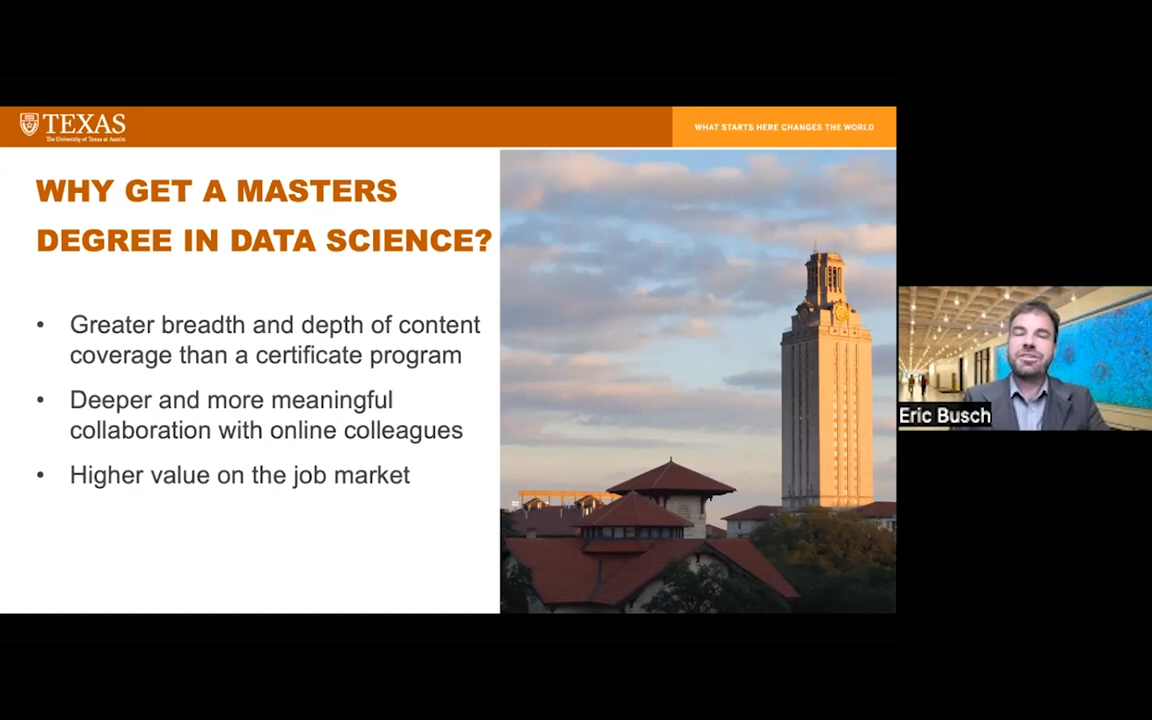 TEXAS
The University of Texas at Austin
WHAT STARTS HERE CHANGES THE WORLD
WHY GET A MASTERS
DEGREE IN DATA SCIENCE?
• Greater breadth and depth of content
coverage than a certificate program
• Deeper and more meaningful
collaboration with online colleagues
• Higher value on the job market
Eric Busch